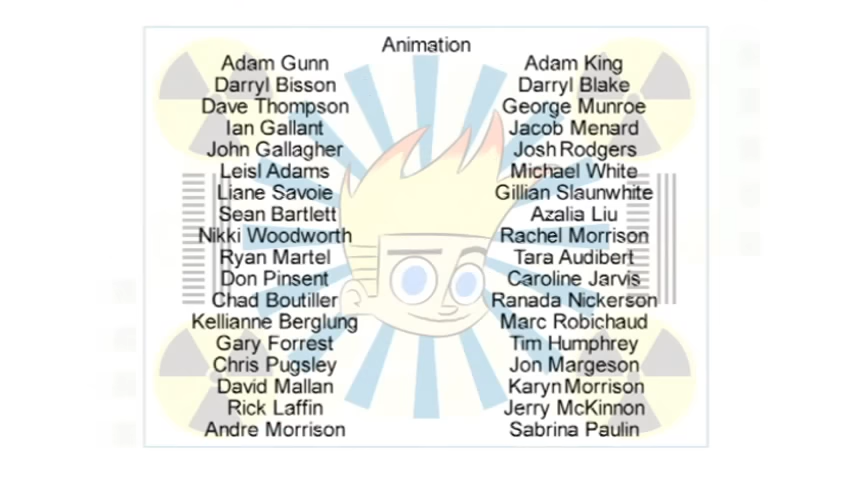 Animation
Adam Gunn
Darryl Bisson
Dave Thompson
Ian Gallant
John Gallagher
Leisl Adams
Liane Savoie
Sean Bartlett
Nikki Woodworth
Ryan Martel
Don Pinsent
Chad Boutilier
Kellianne Berglung
Gary Forrest
Chris Pugsley
David Mallan
Rick Laffin
Andre Morrison
Adam King
Darryl Blake
George Munroe
Jacob Menard
Josh Rodgers
Michael White
Gillian Slaunwhite
Azalia Liu
Rachel Morrison
Tara Audibert
Caroline Jarvis
Ranada Nickerson
Marc Robichaud
Tim Humphrey
Jon Margeson
Karyn Morrison
Jerry McKinnon
Sabrina Paulin